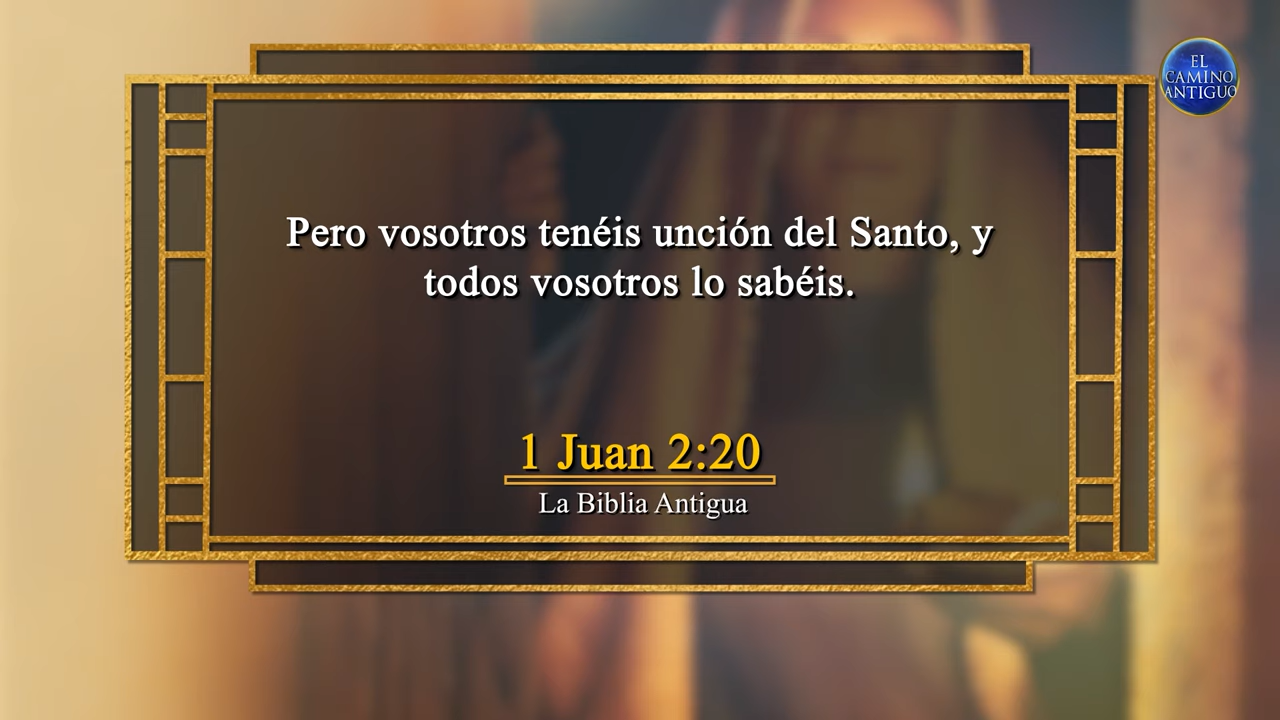 EL
CAMINO
ANTIGUO
Pero vosotros tenéis unción del Santo, y
todos vosotros lo sabéis.
1 Juan 2:20
La Biblia Antigua